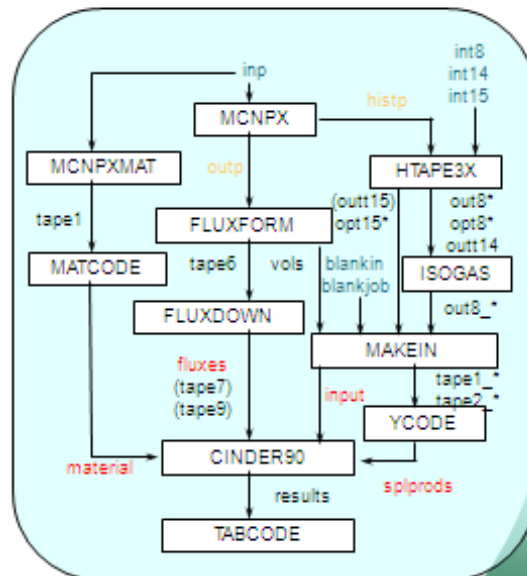 inp
int8
int14
int15
histp
MCNPX
MCNPXMAT
outp
HTAPE3X
tape1
(outt15)
opt15*
out8*
opt8*
outt14
FLUXFORM
MATCODE
tape6
vols
blankin
blankjob
ISOGAS
out8_*
FLUXDOWN
MAKEIN
fluxes
(tape7)
(tape9)
input
tape1_*
tape2_*
YCODE
material
CINDER90
splprods
results
TABCODE